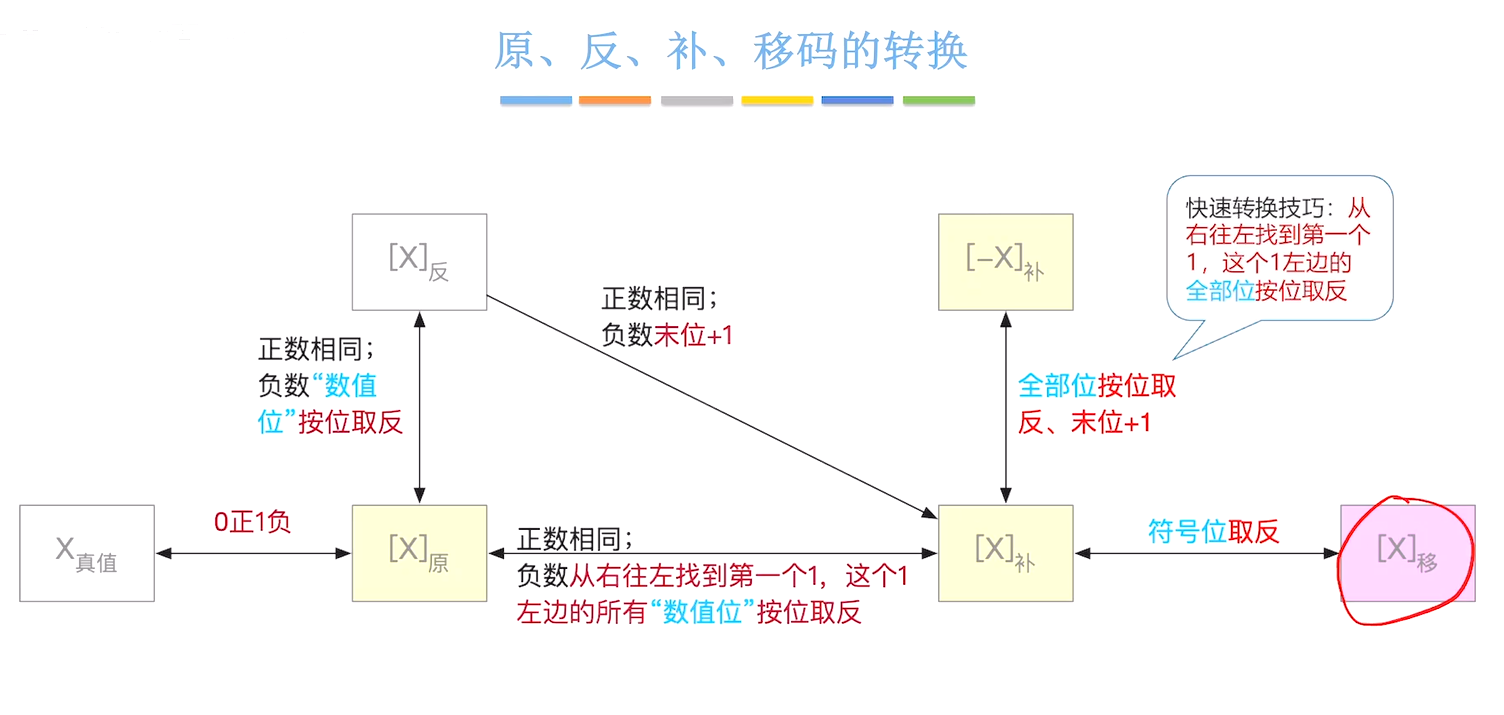 原、反、补、移码的转换
快速转换技巧：从
右往左找到第一个
1，这个1左边的
全部位按位取反
[X]反
[-X]补
正数相同；
负数末位+1
正数相同；
负数“数值
位”按位取反
全部位按位取
反、末位+1
X真值
0正1负
[X]原
正数相同；
负数从右往左找到第一个1，这个1
左边的所有“数值位”按位取反
[X]补
符号位取反
[X]移